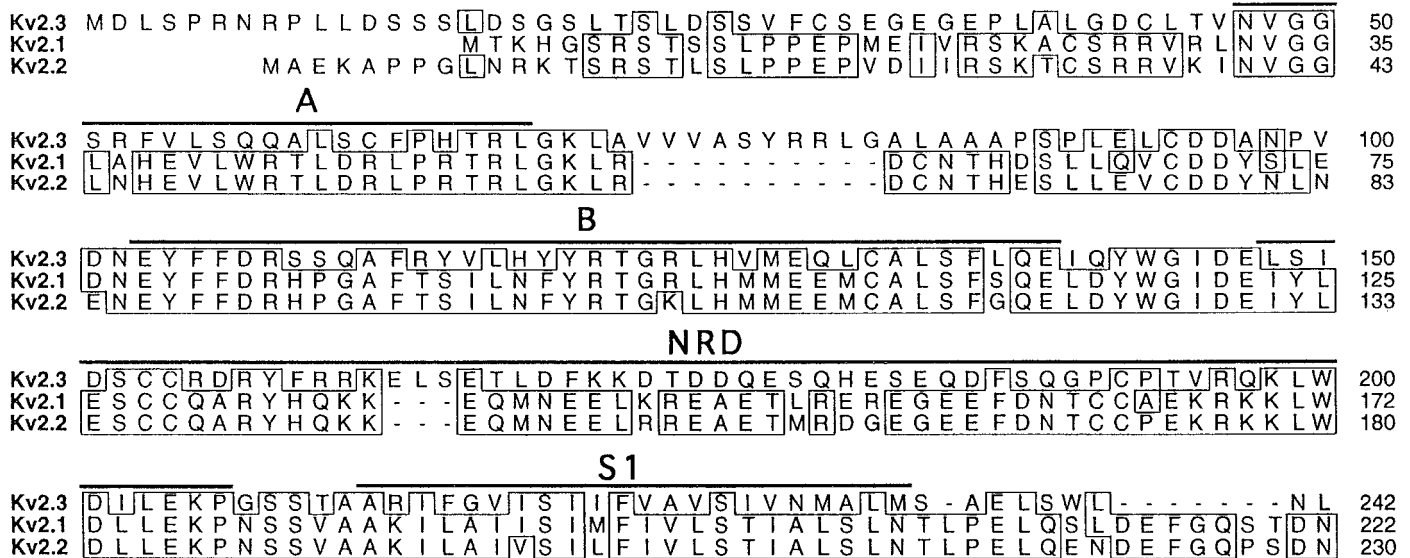 Kv2.3 M D L S P R N R P L L D S S S L D S G S L T S L D S S V F C S E G E G E P L A L G D C L T V N V G G 50
Kv2.1 M T K H G S R S T S S L P P E P M E I V R S K A C S R R V R L N V G G 35
Kv2.2 M A E K A P P G L N R K T S R S T L S L P P E P V D I I R S K T C S R R V K I N V G G 43
A
Kv2.3 S R F V L S Q Q A L S C F P H T R L G K L A V V V A S Y R R L G A L A A A P S P L E L C D D A N P V 100
Kv2.1 L A H E V L W R T L D R L P R T R L G K L R - - - - - - - - - - D C N T H D S L L Q V C D D Y S L E 75
Kv2.2 L N H E V L W R T L D R L P R T R L G K L R - - - - - - - - - - D C N T H E S L L E V C D D Y N L N 83
B
Kv2.3 D N E Y F F D R S S Q A F R Y V L H Y Y R T G R L H V M E Q L C A L S F L Q E I Q Y W G I D E L S I 150
Kv2.1 D N E Y F F D R H P G A F T S I L N F Y R T G R L H M M E E M C A L S F S Q E L D Y W G I D E I Y L 125
Kv2.2 E N E Y F F D R H P G A F T S I L N F Y R T G K L H M M E E M C A L S F G Q E L D Y W G I D E I Y L 133
NRD
Kv2.3 D S C C R D R Y F R R K E L S E T L D F K K D T D D Q E S Q H E S E Q D F S Q G P C P T V R Q K L W 200
Kv2.1 E S C C Q A R Y H Q K K - - - E Q M N E E L K R E A E T L R E R E G E E F D N T C C A E K R K K L W 172
Kv2.2 E S C C Q A R Y H Q K K - - - E Q M N E E L R R E A E T M R D G E G E E F D N T C C P E K R K K L W 180
S1
Kv2.3 D I L E K P G S S T A A R I F G V I S I I F V A V S I V N M A L M S - A E L S W L - - - - - - - N L 242
Kv2.1 D L L E K P N S S V A A K I L A I I S I M F I V L S T I A L S L N T L P E L Q S L D E F G Q S T D N 222
Kv2.2 D L L E K P N S S V A A K I L A I V S I L F I V L S T I A L S L N T L P E L Q E N D E F G Q P S D N 230